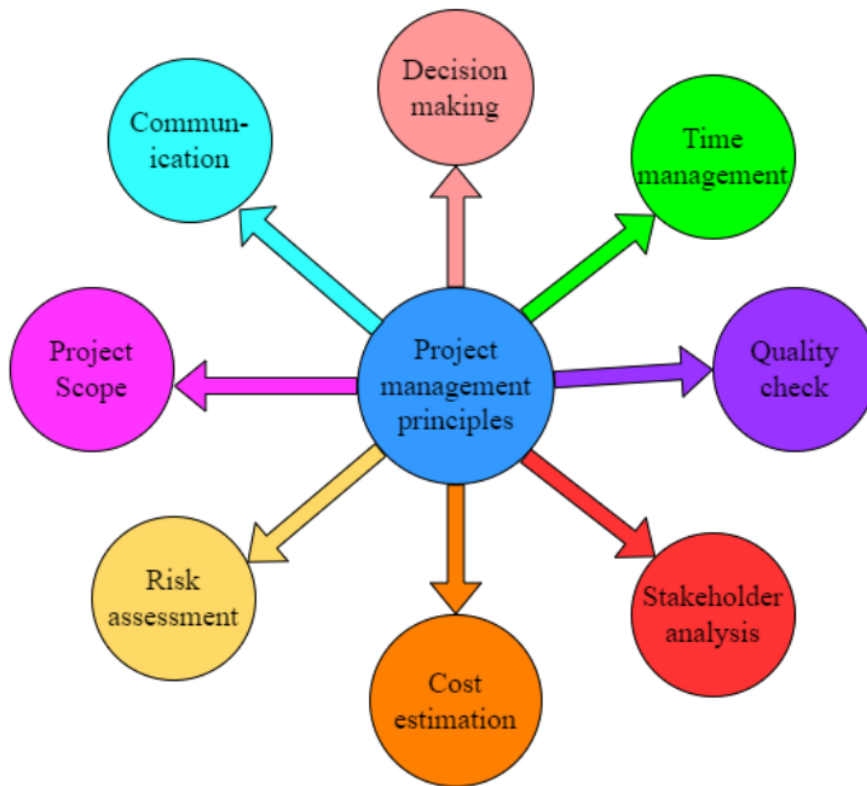 Decision
making
Commun-
ication
Time
management
Project
Scope
Project
management
principles
Quality
check
Risk
assessment
Stakeholder
analysis
Cost
estimation